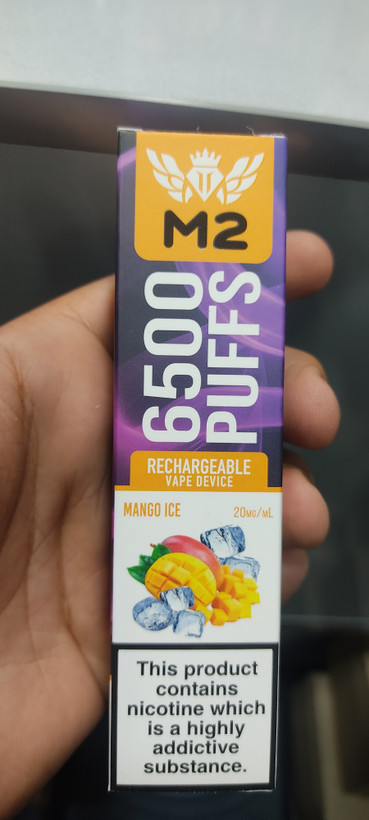 M2
6500
PUFFS
RECHARGEABLE
VAPE DEVICE
MANGO ICE 20MG/ML
This product
contains
nicotine which
is a highly
addictive
substance.